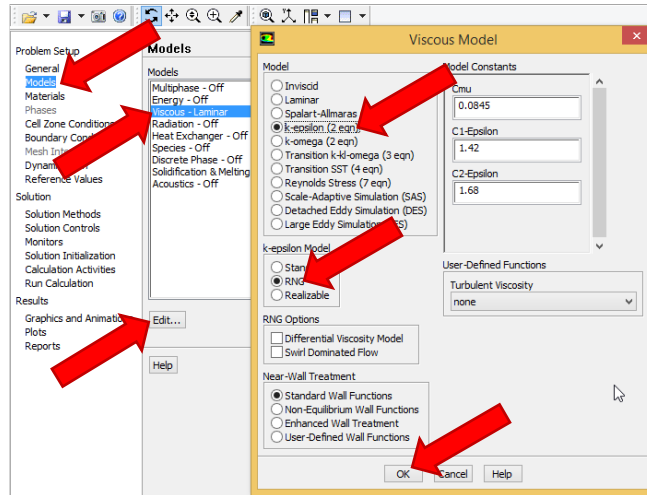 Problem Setup
General
Models
Materials
Phases
Cell Zone Conditions
Boundary Cond
Mesh Inter
Dynam
Reference Values
Solution
Solution Methods
Solution Controls
Monitors
Solution Initialization
Calculation Activities
Run Calculation
Results
Graphics and Animations
Plots
Reports
Models
Models
Multiphase - Off
Energy - Off
Viscous - Laminar
Radiation - Off
Heat Exchanger - Off
Species - Off
Discrete Phase - Off
Solidification & Melting
Acoustics - Off
Edit...
Help
Viscous Model
Model
Inviscid
Laminar
Spalart-Allmaras
k-epsilon (2 eqn)
k-omega (2 eqn)
Transition k-kl-omega (3 eqn)
Transition SST (4 eqn)
Reynolds Stress (7 eqn)
Scale-Adaptive Simulation (SAS)
Detached Eddy Simulation (DES)
Large Eddy Simulation (LES)
k-epsilon Model
Stan
RNG
Realizable
RNG Options
Differential Viscosity Model
Swirl Dominated Flow
Near-Wall Treatment
Standard Wall Functions
Non-Equilibrium Wall Functions
Enhanced Wall Treatment
User-Defined Wall Functions
Model Constants
Cmu
0.0845
C1-Epsilon
1.42
C2-Epsilon
1.68
User-Defined Functions
Turbulent Viscosity
none
OK Cancel Help